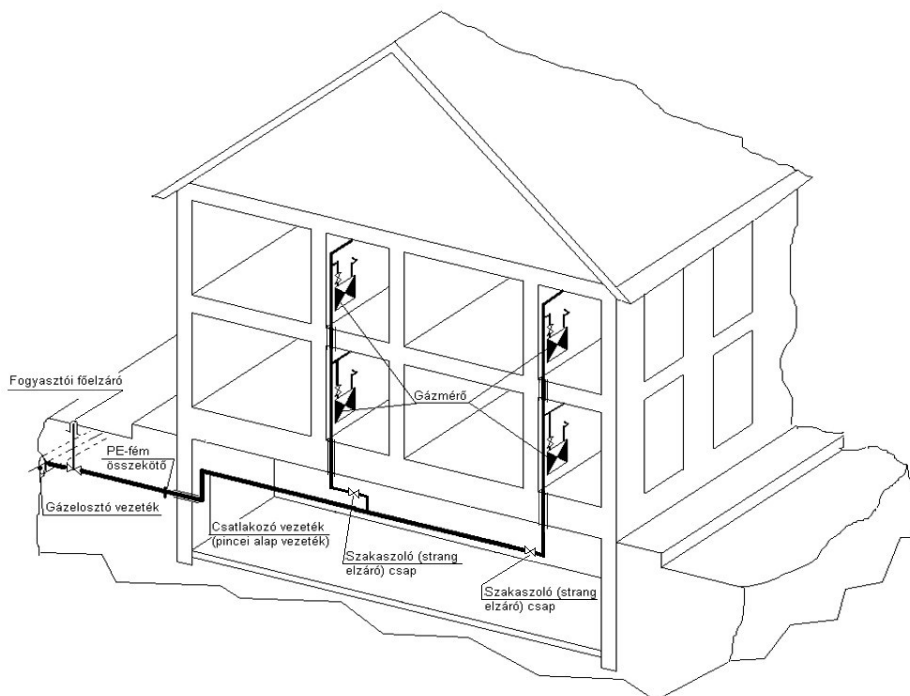 Fogyasztói főelzáró
Gázmérő
PE-fém
összekötő
Gázelosztó vezeték
Csatlakozó vezeték
(pincei alap vezeték)
Szakaszoló (strang
elzáró) csap
Szakaszoló (strang
elzáró) csap